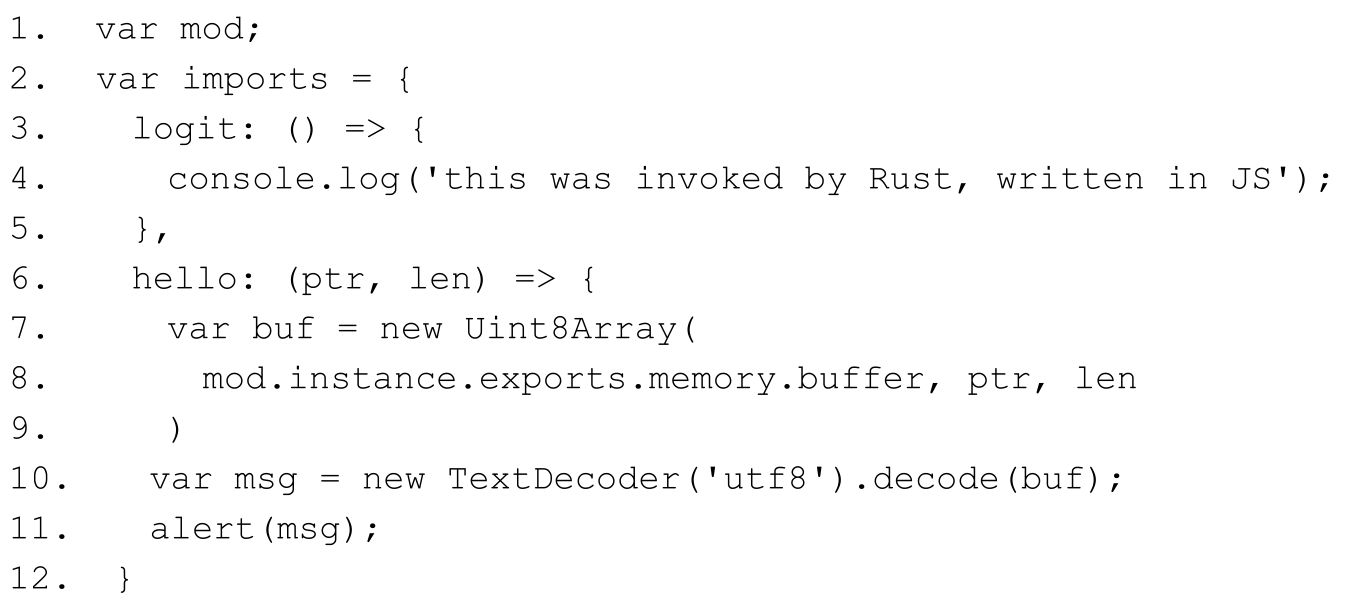 1. var mod;
2. var imports = {
3. logit: () => {
4. console.log('this was invoked by Rust, written in JS');
5. },
6. hello: (ptr, len) => {
7. var buf = new Uint8Array(
8. mod.instance.exports.memory.buffer, ptr, len
9. )
10. var msg = new TextDecoder('utf8').decode(buf);
11. alert(msg);
12. }